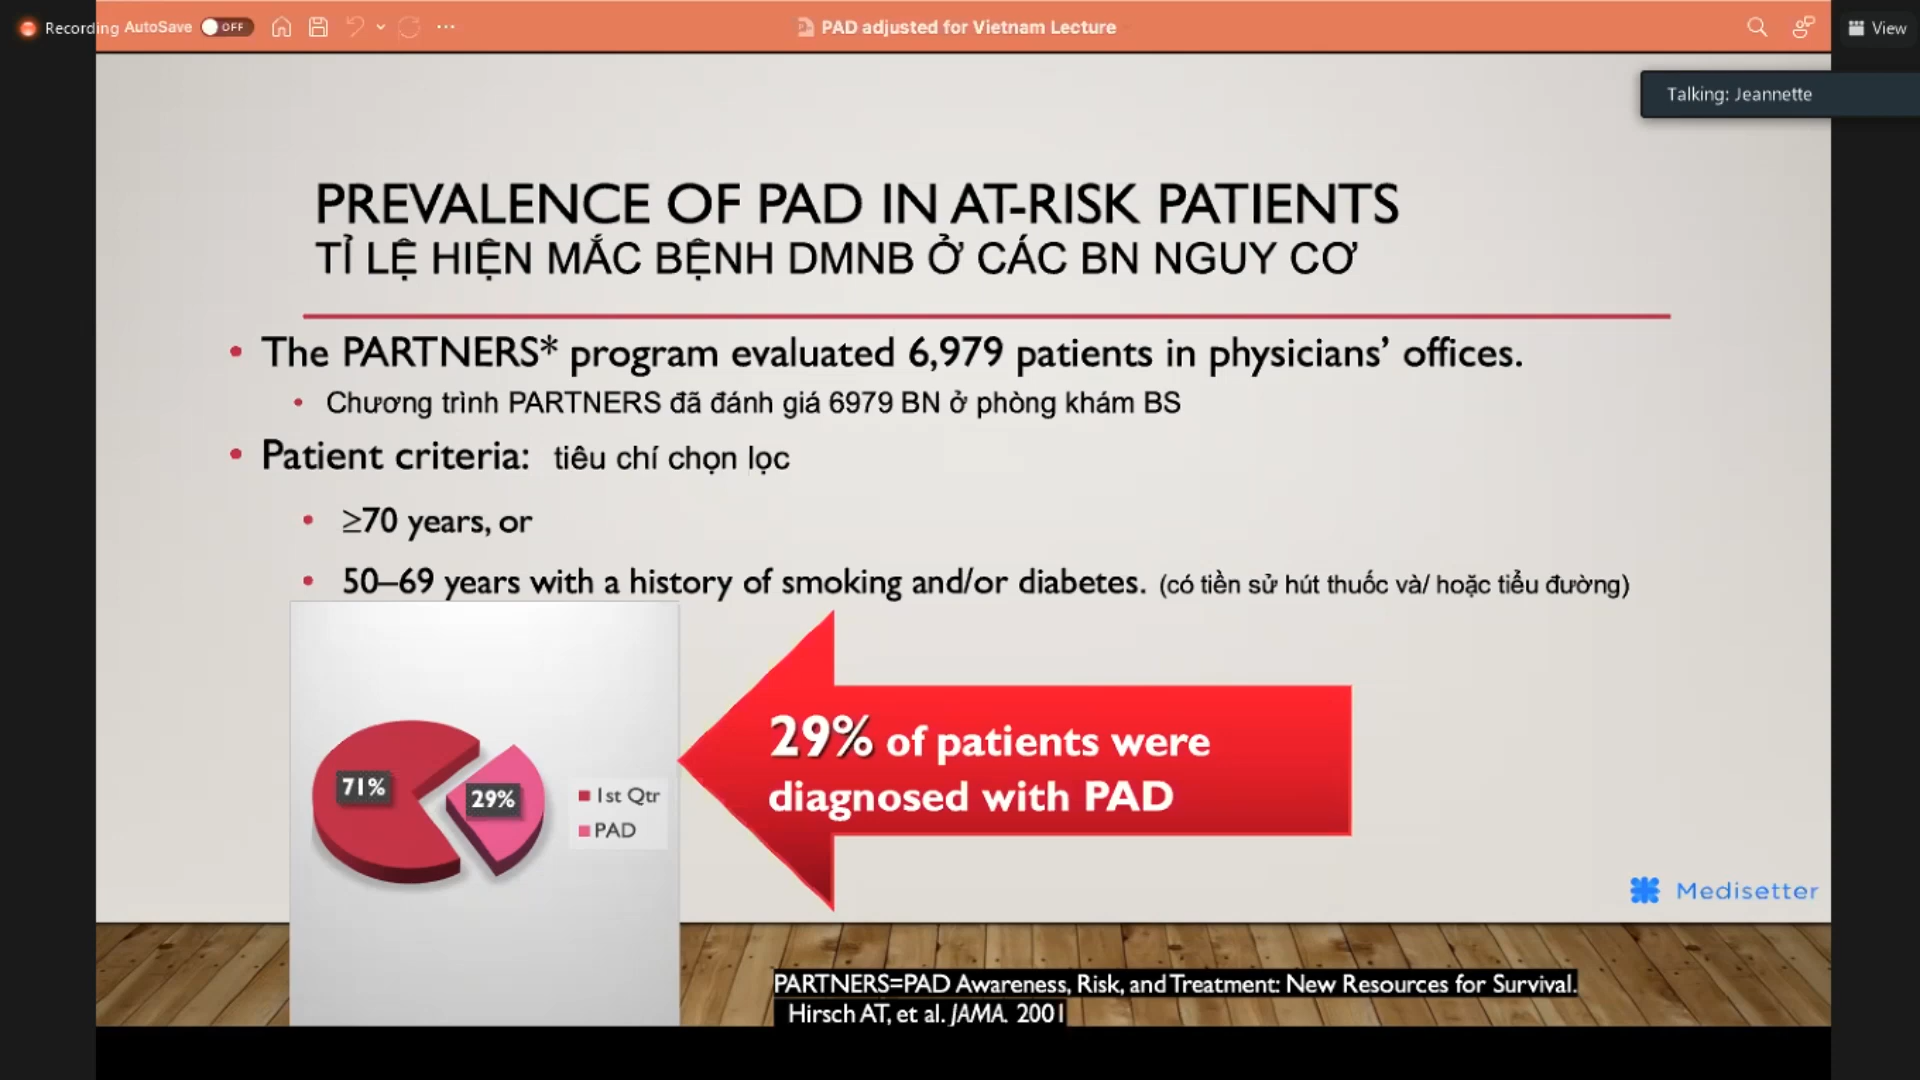 Recording AutoSave OFF ... PAD adjusted for Vietnam Lecture View
Talking: Jeannette
PREVALENCE OF PAD IN AT-RISK PATIENTS
TỈ LỆ HIỆN MẮC BỆNH DMNB Ở CÁC BN NGUY CƠ
• The PARTNERS* program evaluated 6,979 patients in physicians' offices.
• Chương trình PARTNERS đã đánh giá 6979 BN ở phòng khám BS
• Patient criteria: tiêu chí chọn lọc
• ≥70 years, or
• 50–69 years with a history of smoking and/or diabetes. (có tiền sử hút thuốc và/ hoặc tiểu đường)
71%
29%
1st Qtr
PAD
29% of patients were
diagnosed with PAD
Medisetter
PARTNERS=PAD Awareness, Risk, and Treatment: New Resources for Survival.
Hirsch AT, et al. JAMA. 2001